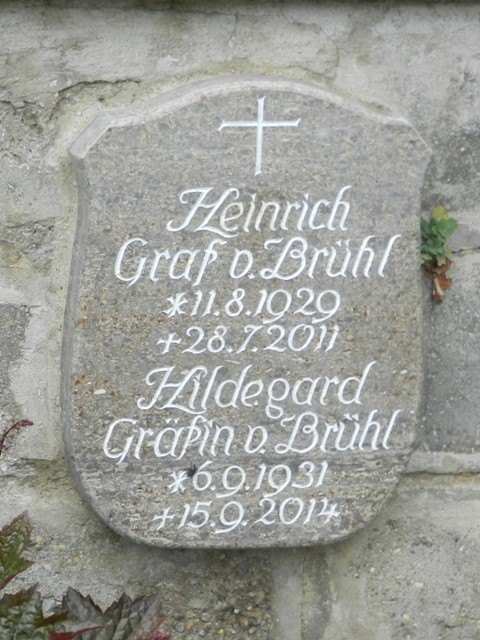 Heinrich
Graf v. Brühl
*11.8.1929
+28.7.2011
Hildegard
Gräfin v. Brühl
*6.9.1931
+15.9.2014